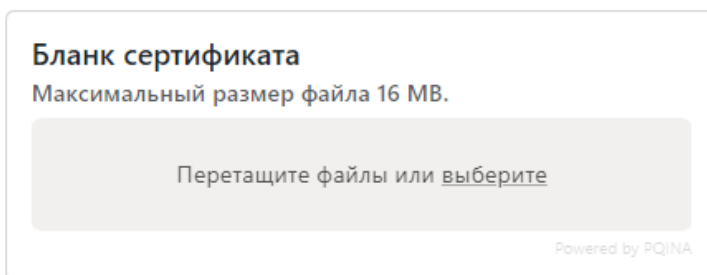 Бланк сертификата
Максимальный размер файла 16 MB.
Перетащите файлы или выберите
Powered by PQINA